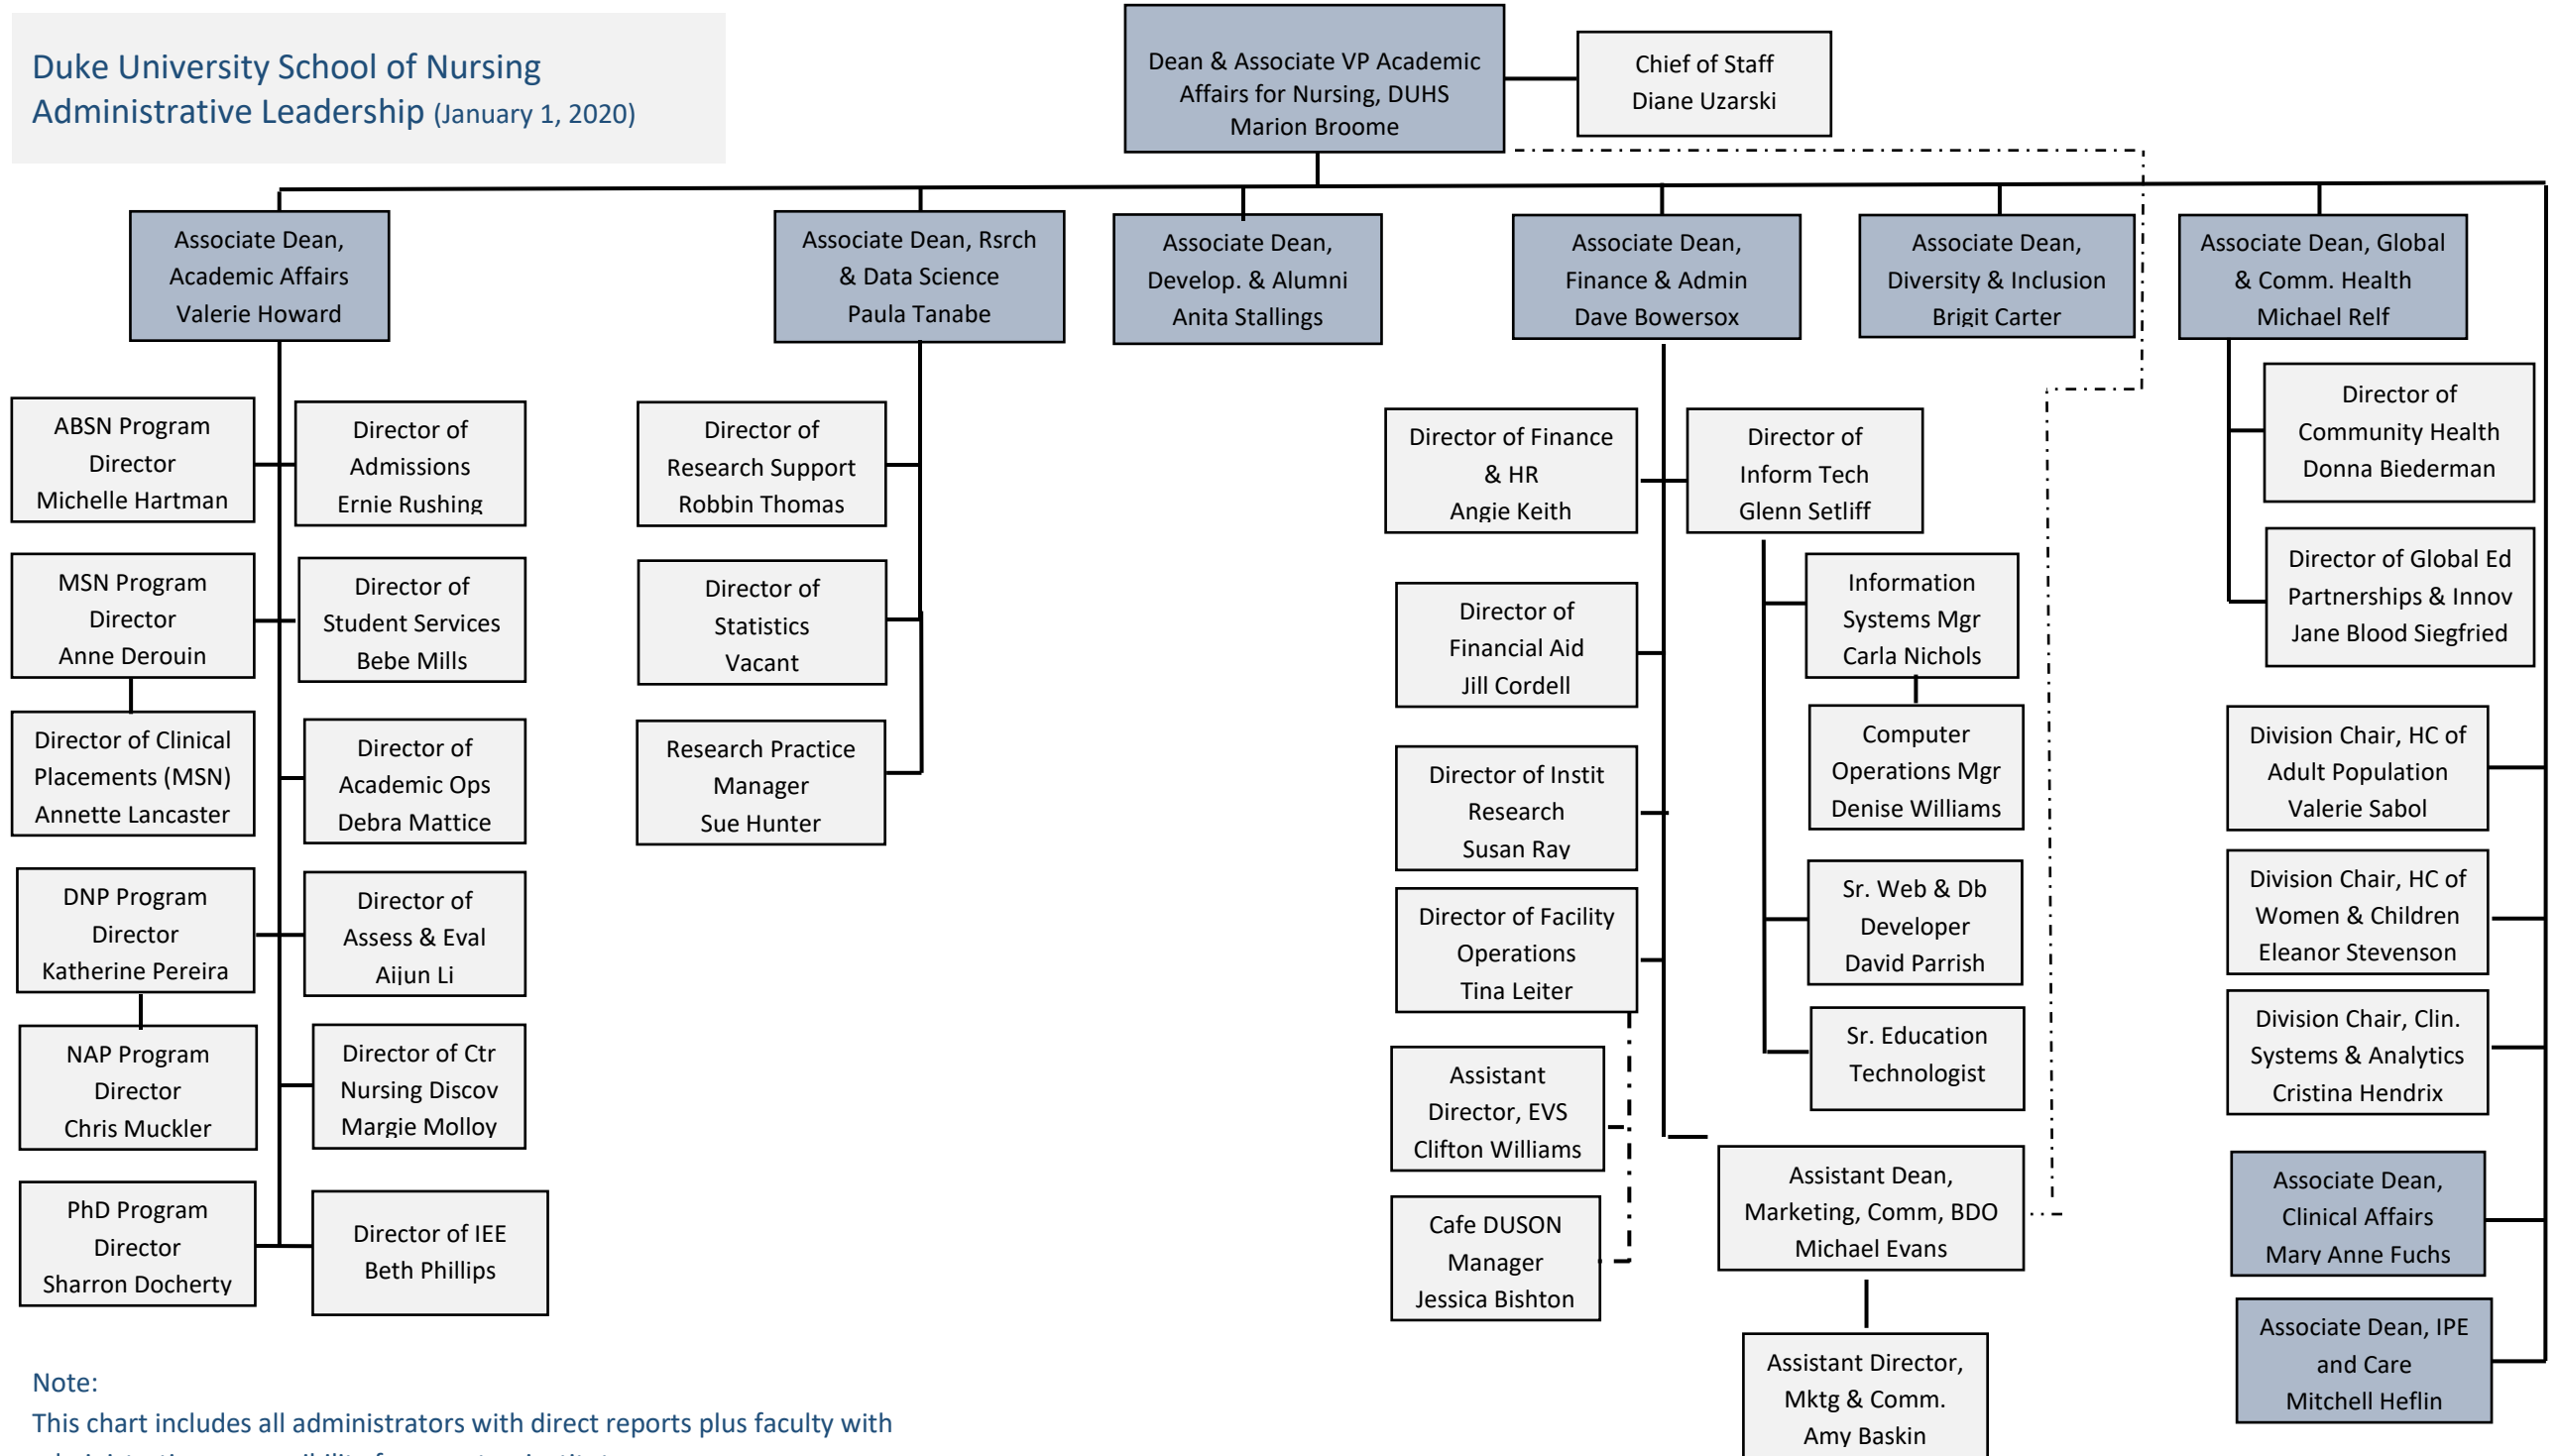 Duke University School of Nursing
Administrative Leadership (January 1, 2020)
Dean & Associate VP Academic
Affairs for Nursing, DUHS
Marion Broome
Chief of Staff
Diane Uzarski
Associate Dean,
Academic Affairs
Valerie Howard
Associate Dean, Rsrch
& Data Science
Paula Tanabe
Associate Dean,
Develop. & Alumni
Anita Stallings
Associate Dean,
Finance & Admin
Dave Bowersox
Associate Dean,
Diversity & Inclusion
Brigit Carter
Associate Dean, Global
& Comm. Health
Michael Relf
ABSN Program
Director
Michelle Hartman
Director of
Admissions
Ernie Rushing
MSN Program
Director
Anne Derouin
Director of
Student Services
Bebe Mills
Director of Clinical
Placements (MSN)
Annette Lancaster
Director of
Academic Ops
Debra Mattice
DNP Program
Director
Katherine Pereira
Director of
Assess & Eval
Aijun Li
NAP Program
Director
Chris Muckler
Director of Ctr
Nursing Discov
Margie Molloy
PhD Program
Director
Sharron Docherty
Director of IEE
Beth Phillips
Director of
Research Support
Robbin Thomas
Director of
Statistics
Vacant
Research Practice
Manager
Sue Hunter
Director of Finance
& HR
Angie Keith
Director of
Inform Tech
Glenn Setliff
Director of
Financial Aid
Jill Cordell
Director of Instit
Research
Susan Ray
Director of Facility
Operations
Tina Leiter
Assistant
Director, EVS
Clifton Williams
Cafe DUSON
Manager
Jessica Bishton
Information
Systems Mgr
Carla Nichols
Computer
Operations Mgr
Denise Williams
Sr. Web & Db
Developer
David Parrish
Sr. Education
Technologist
Assistant Dean,
Marketing, Comm, BDO
Michael Evans
Assistant Director,
Mktg & Comm.
Amy Baskin
Director of
Community Health
Donna Biederman
Director of Global Ed
Partnerships & Innov
Jane Blood Siegfried
Division Chair, HC of
Adult Population
Valerie Sabol
Division Chair, HC of
Women & Children
Eleanor Stevenson
Division Chair, Clin.
Systems & Analytics
Cristina Hendrix
Associate Dean,
Clinical Affairs
Mary Anne Fuchs
Associate Dean, IPE
and Care
Mitchell Heflin
Note:
This chart includes all administrators with direct reports plus faculty with